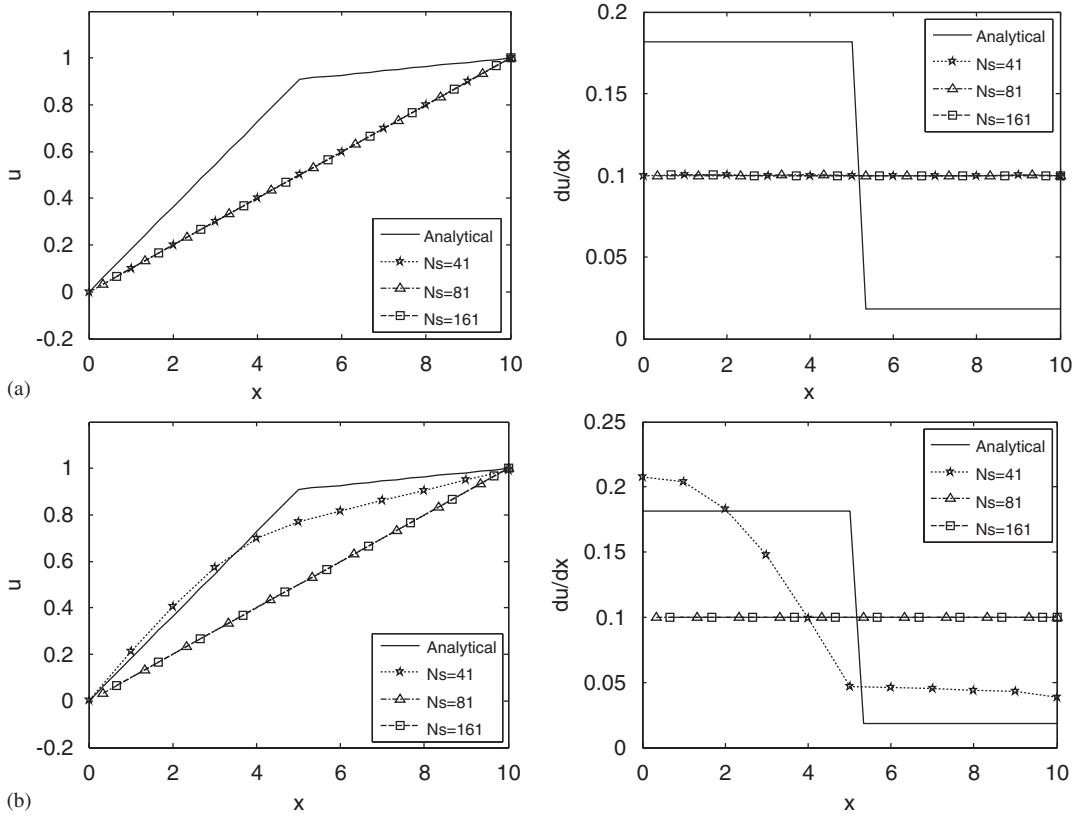 1
0.8
0.6
0.4
0.2
0
-0.2
u
0 2 4 6 8 10
x
Analytical
Ns=41
Ns=81
Ns=161
0.2
0.15
0.1
0.05
0
du/dx
0 2 4 6 8 10
x
Analytical
Ns=41
Ns=81
Ns=161
(a)
1
0.8
0.6
0.4
0.2
0
-0.2
u
0 2 4 6 8 10
x
Analytical
Ns=41
Ns=81
Ns=161
0.25
0.2
0.15
0.1
0.05
0
du/dx
0 2 4 6 8 10
x
Analytical
Ns=41
Ns=81
Ns=161
(b)